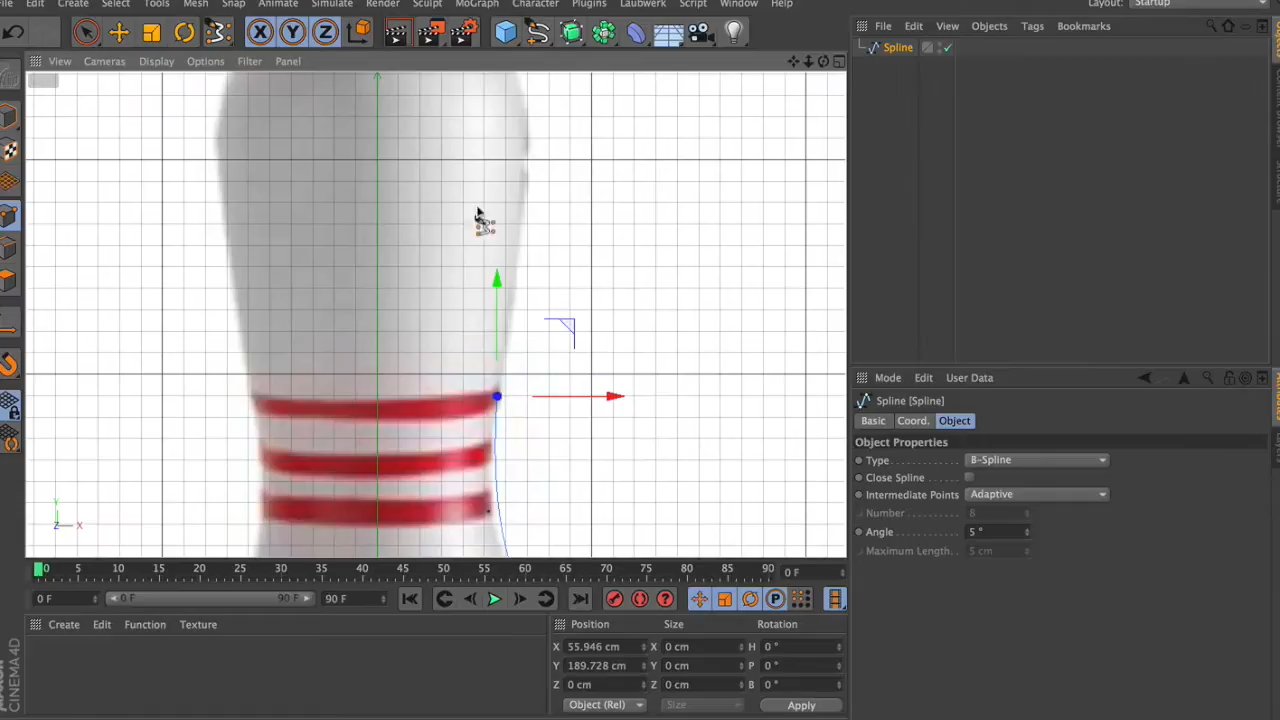 Edit Create Select Tools Mesh Snap Animate Simulate Render Sculpt MoGraph Character Plugins Laubwerk Script Window Help Layout: Startup
X Y Z
File Edit View Objects Tags Bookmarks
Spline
View Cameras Display Options Filter Panel
Y
Z X
Mode Edit User Data
Spline [Spline]
Basic Coord. Object
Object Properties
Type B-Spline
Close Spline
Intermediate Points Adaptive
Number 8
Angle 5 °
Maximum Length 5 cm
0 5 10 15 20 25 30 35 40 45 50 55 60 65 70 75 80 85 90 0 F
0 F 0 F 90 F 90 F
P
Create Edit Function Texture
Position Size Rotation
X 55.946 cm X 0 cm H 0 °
Y 189.728 cm Y 0 cm P 0 °
Z 0 cm Z 0 cm B 0 °
Object (Rel) Size Apply
MAXON CINEMA 4D